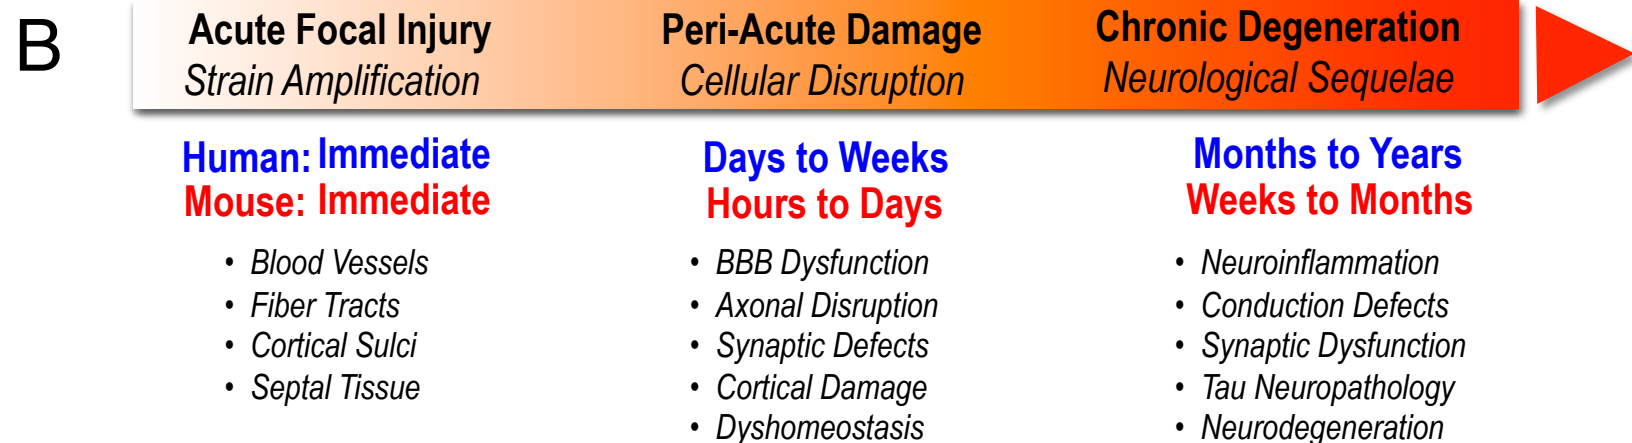 B
Acute Focal Injury
Strain Amplification
Human: Immediate
Mouse: Immediate
• Blood Vessels
• Fiber Tracts
• Cortical Sulci
• Septal Tissue
Peri-Acute Damage
Cellular Disruption
Days to Weeks
Hours to Days
• BBB Dysfunction
• Axonal Disruption
• Synaptic Defects
• Cortical Damage
• Dyshomeostasis
Chronic Degeneration
Neurological Sequelae
Months to Years
Weeks to Months
• Neuroinflammation
• Conduction Defects
• Synaptic Dysfunction
• Tau Neuropathology
• Neurodegeneration